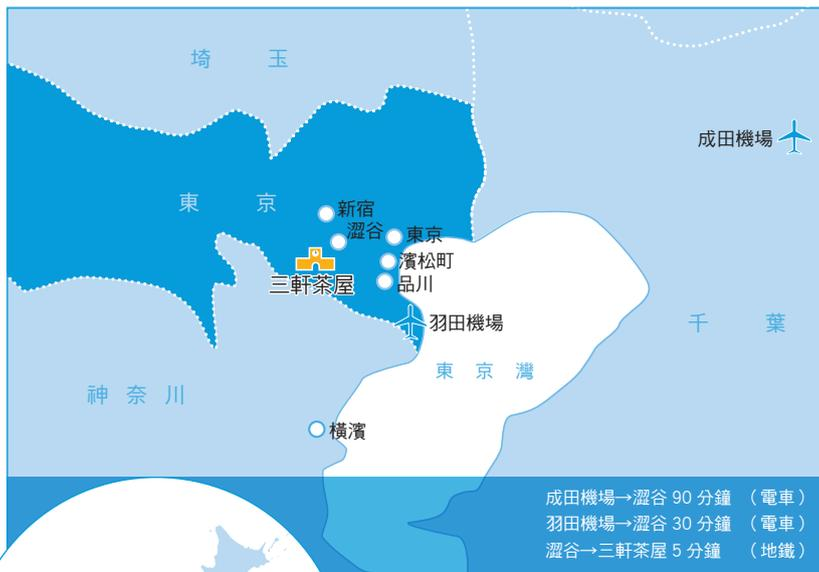 埼玉
成田機場
東京
新宿
澀谷
東京
濱松町
三軒茶屋
品川
羽田機場
千葉
東京灣
神奈川
橫濱
成田機場→澀谷 90 分鐘 (電車)
羽田機場→澀谷 30 分鐘 (電車)
澀谷→三軒茶屋 5 分鐘 (地鐵)